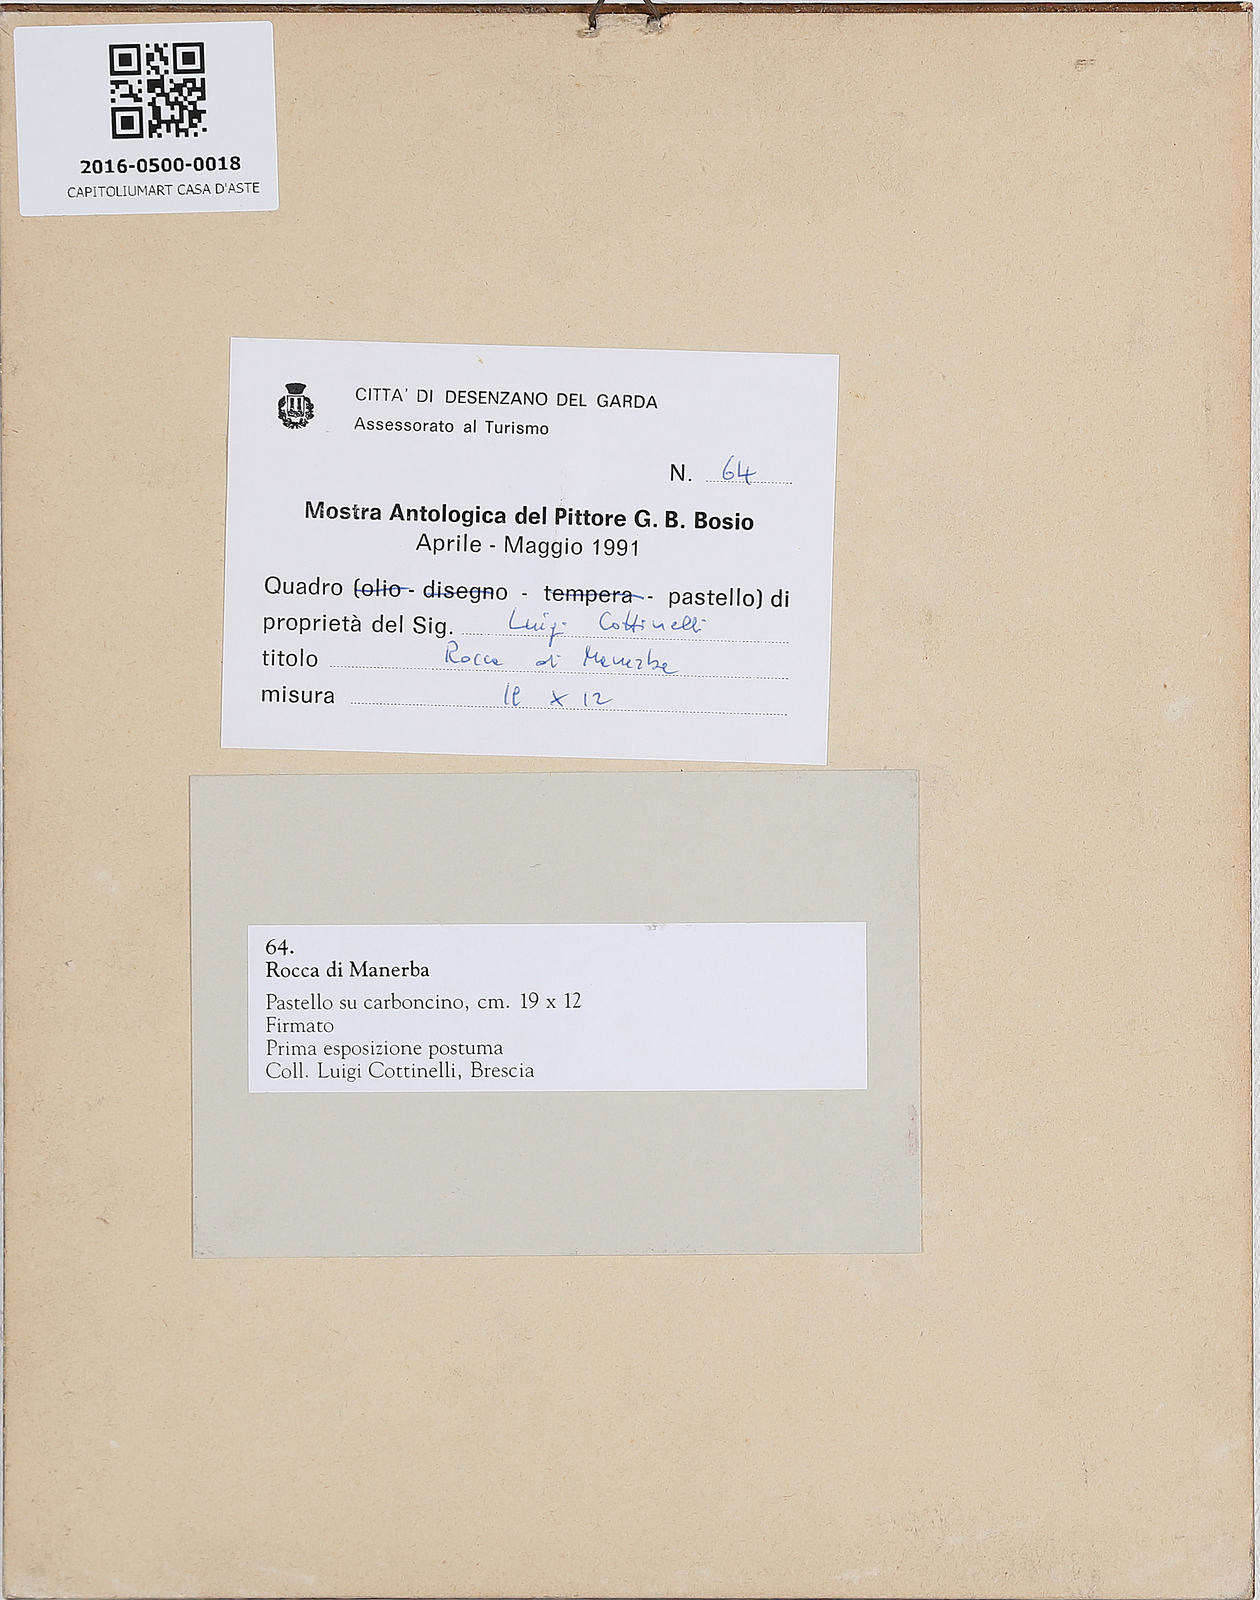 2016-0500-0018
CAPITOLIUMART CASA D'ASTE
CITTA' DI DESENZANO DEL GARDA
Assessorato al Turismo
N. 64
Mostra Antologica del Pittore G. B. Bosio
Aprile - Maggio 1991
Quadro (olio - disegno - tempera - pastello) di
proprietà del Sig. Luigi Cottinelli
titolo Rocca di Manerba
misura 19 x 12
64.
Rocca di Manerba
Pastello su carboncino, cm. 19 x 12
Firmato
Prima esposizione postuma
Coll. Luigi Cottinelli, Brescia